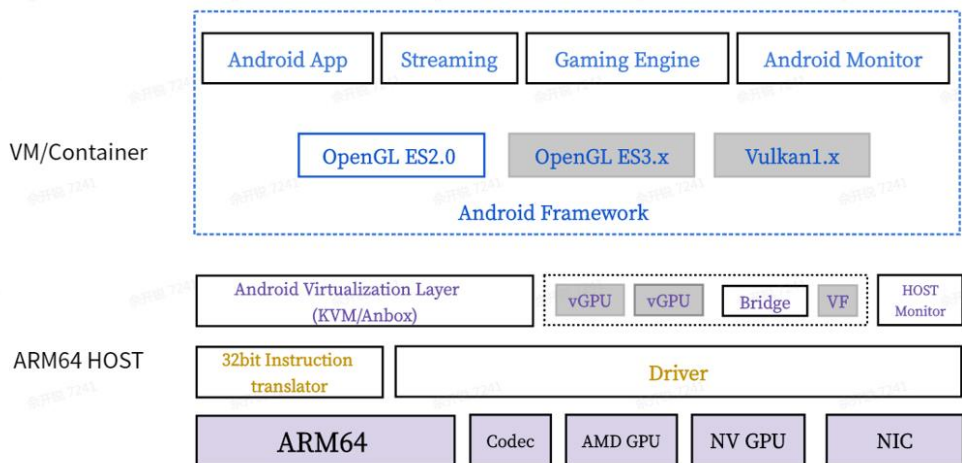 Android App
Streaming
Gaming Engine
Android Monitor
VM/Container
OpenGL ES2.0
OpenGL ES3.x
Vulkan1.x
Android Framework
Android Virtualization Layer
(KVM/Anbox)
vGPU
vGPU
Bridge
VF
HOST
Monitor
ARM64 HOST
32bit Instruction
translator
Driver
ARM64
Codec
AMD GPU
NV GPU
NIC